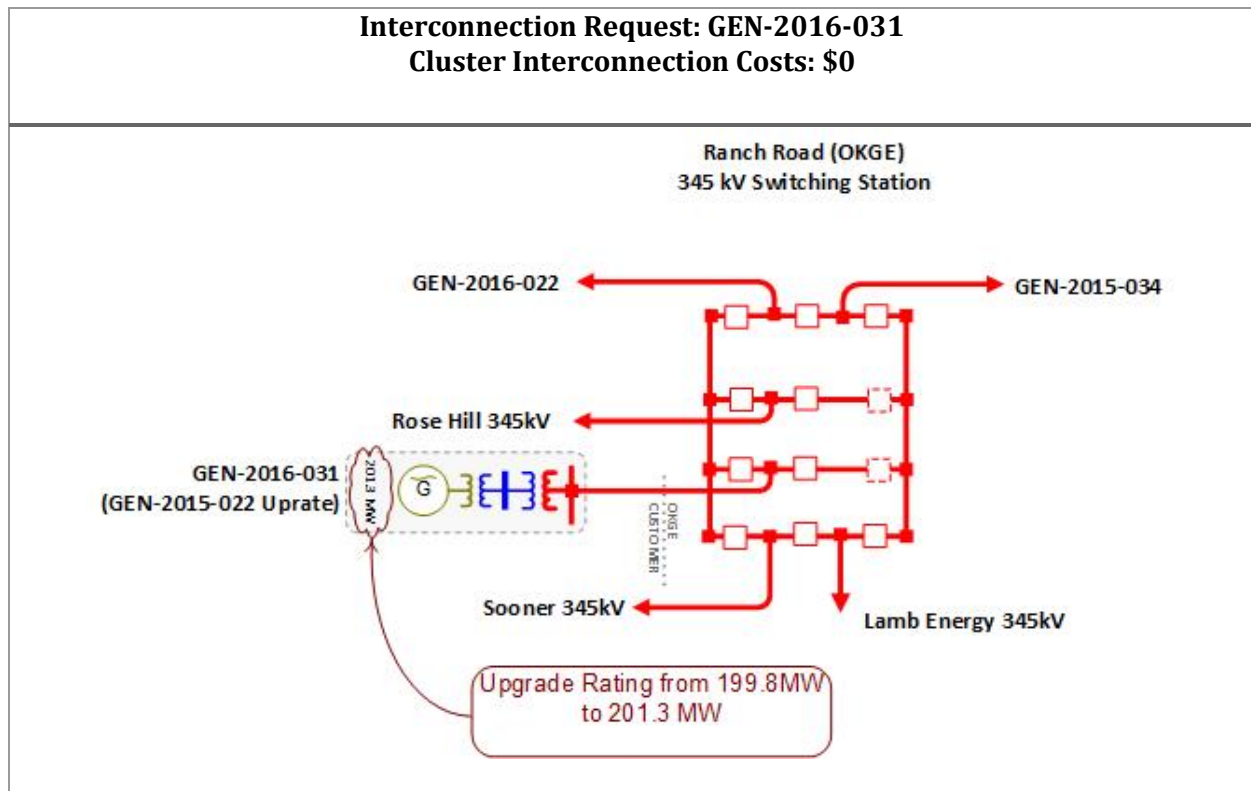 Interconnection Request: GEN-2016-031
Cluster Interconnection Costs: $0
Ranch Road (OKGE)
345 kV Switching Station
GEN-2016-022
GEN-2015-034
Rose Hill 345kV
GEN-2016-031
(GEN-2015-022 Uprate)
201.3 MW
G
OKGE
CUSTOMER
Sooner 345kV
Lamb Energy 345kV
Upgrade Rating from 199.8MW
to 201.3 MW